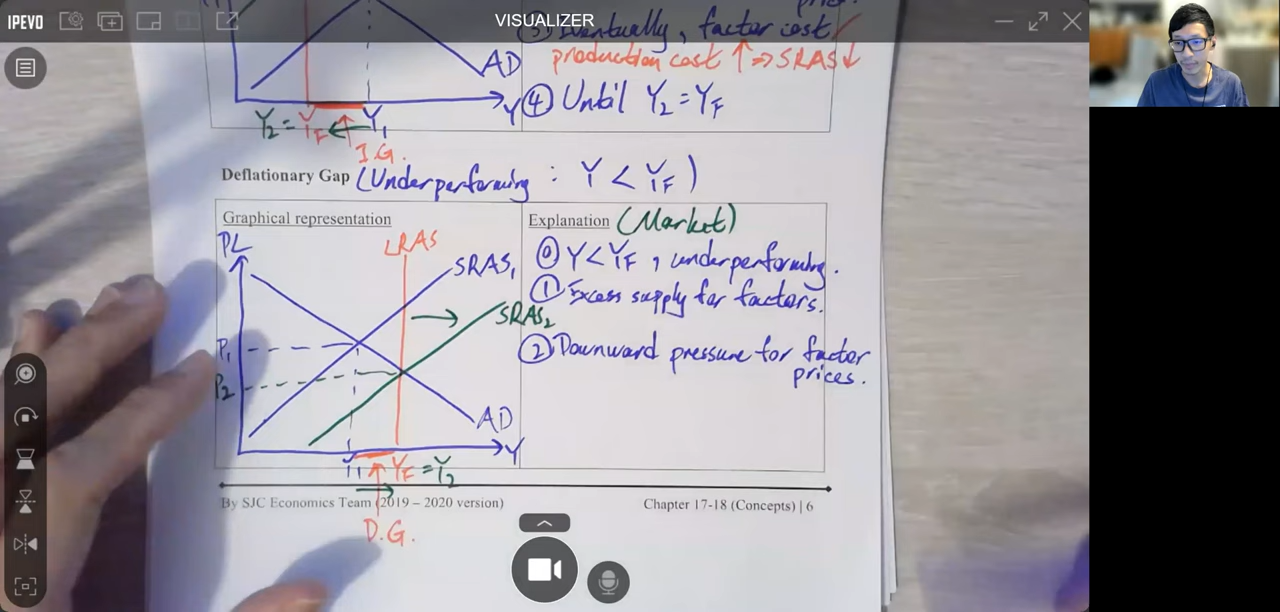 IPEVO
VISUALIZER
③ Eventually, factor cost
production cost ↑ ⇒ SRAS↓
AD
④ Until Y2 = YF
Y
Y2 = YF
Y1
I.G.
Deflationary Gap (Underperforming : Y < YF)
Graphical representation
Explanation (Market)
PL
LRAS
SRAS1
⓪ Y<YF, underperforming.
① Excess supply for factors.
SRAS2
P1
② Downward pressure for factor
prices.
P2
AD
Y
Y1
YF = Y2
By SJC Economics Team (2019 – 2020 version)
Chapter 17-18 (Concepts) | 6
D.G.